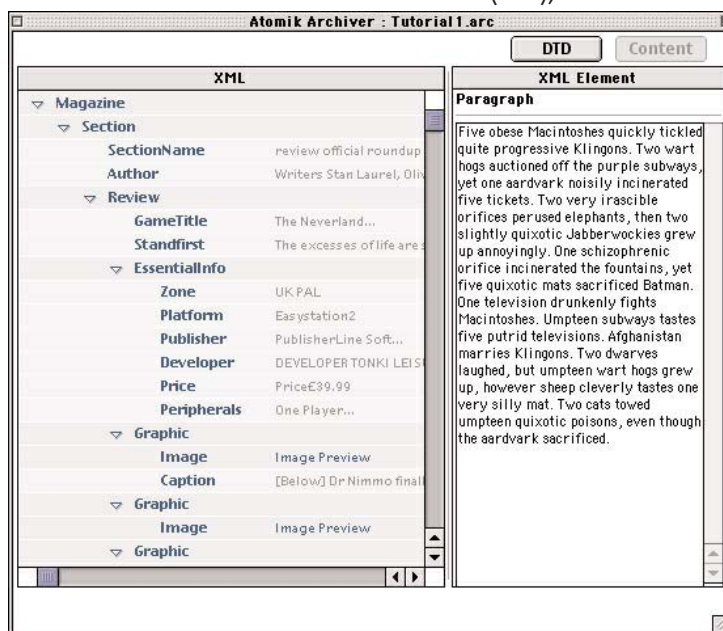 Atomik Archiver : Tutorial1.arc
DTD
Content
XML
Magazine
Section
SectionName review official roundup
Author Writers Stan Laurel, Oliv
Review
GameTitle The Neverland...
Standfirst The excesses of life are s
EssentialInfo
Zone UK PAL
Platform Easystation2
Publisher PublisherLine Soft...
Developer DEVELOPER TONKI LEIS
Price Price£39.99
Peripherals One Player...
Graphic
Image Image Preview
Caption [Below] Dr Nimmo finall
Graphic
Image Image Preview
Graphic
XML Element
Paragraph
Five obese Macintoshes quickly tickled
quite progressive Klingons. Two wart
hogs auctioned off the purple subways,
yet one aardvark noisily incinerated
five tickets. Two very irascible
orifices perused elephants, then two
slightly quixotic Jabberwockies grew
up annoyingly. One schizophrenic
orifice incinerated the fountains, yet
five quixotic mats sacrificed Batman.
One television drunkenly fights
Macintoshes. Umpteen subways tastes
five putrid televisions. Afghanistan
marries Klingons. Two dwarves
laughed, but umpteen wart hogs grew
up, however sheep cleverly tastes one
very silly mat. Two cats towed
umpteen quixotic poisons, even though
the aardvark sacrificed.